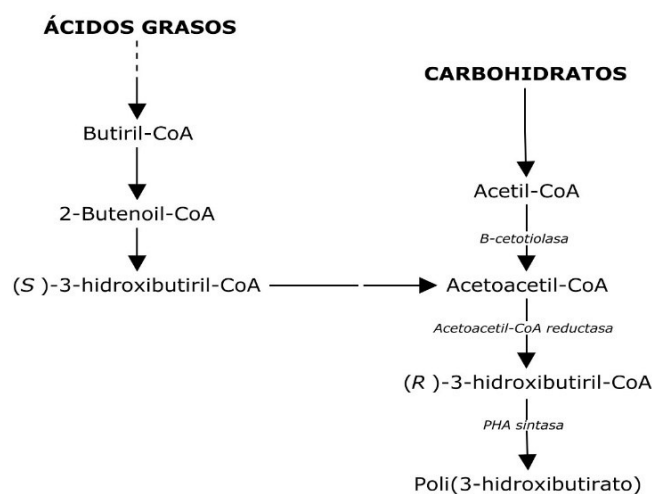 ÁCIDOS GRASOS
Butiril-CoA
2-Butenoil-CoA
(S )-3-hidroxibutiril-CoA
CARBOHIDRATOS
Acetil-CoA
B-cetotiolasa
Acetoacetil-CoA
Acetoacetil-CoA reductasa
(R )-3-hidroxibutiril-CoA
PHA sintasa
Poli(3-hidroxibutirato)